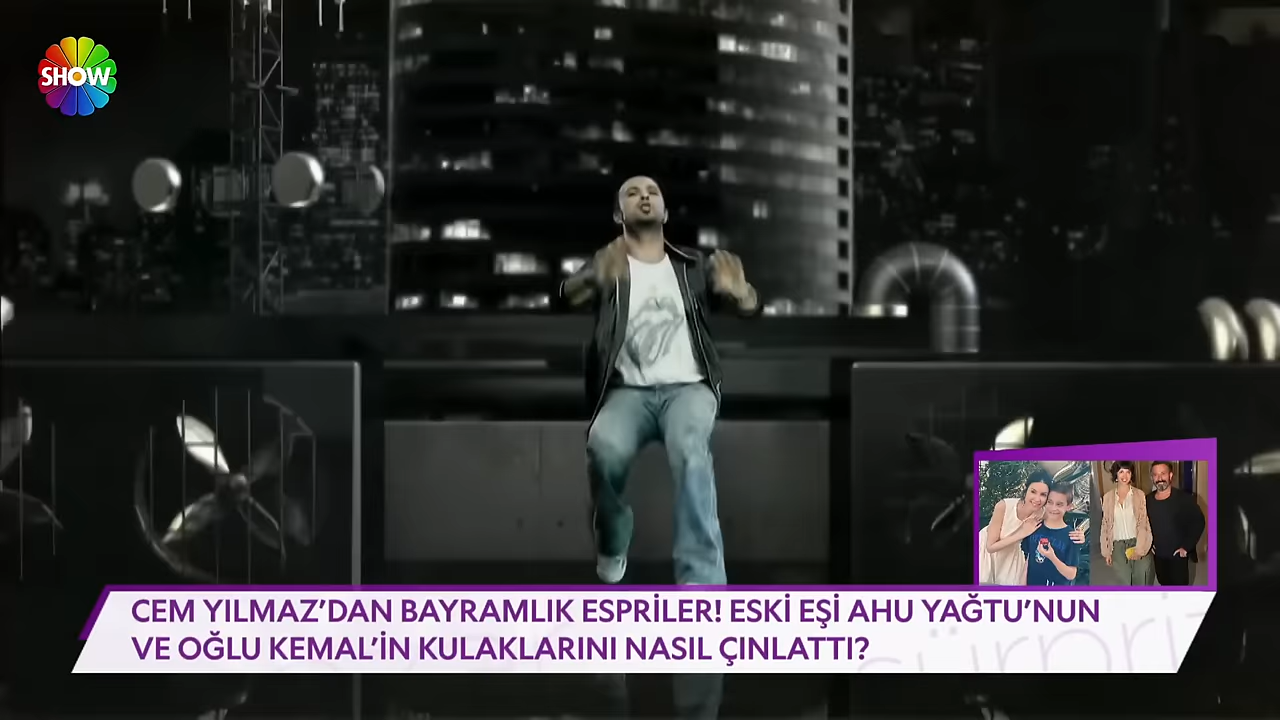 SHOW
CEM YILMAZ'DAN BAYRAMLIK ESPRİLER! ESKİ EŞİ AHU YAĞTU'NUN
VE OĞLU KEMAL'İN KULAKLARINI NASIL ÇINLATTI?